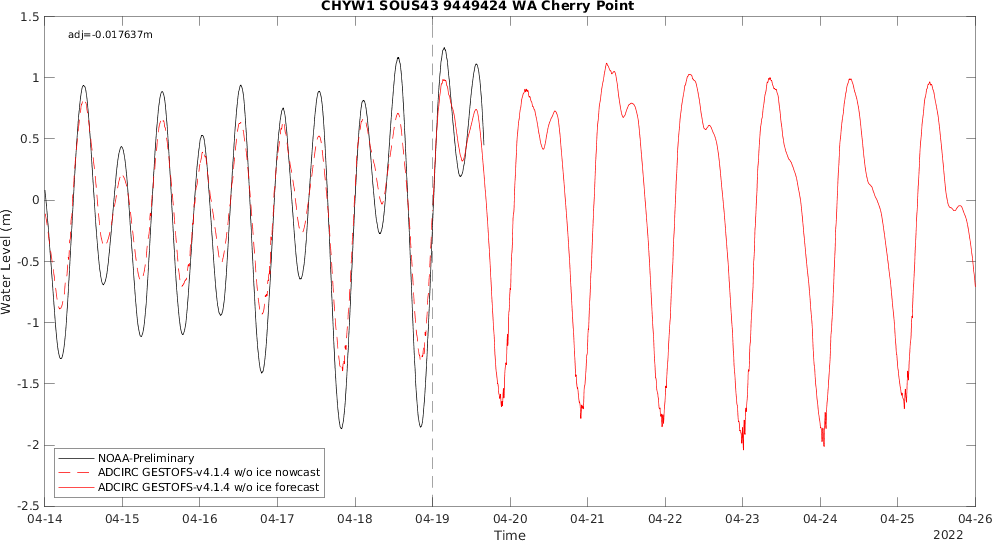 CHYW1 SOUS43 9449424 WA Cherry Point
adj=-0.017637m
Water Level (m)
1.5
1
0.5
0
-0.5
-1
-1.5
-2
-2.5
NOAA-Preliminary
ADCIRC GESTOFS-v4.1.4 w/o ice nowcast
ADCIRC GESTOFS-v4.1.4 w/o ice forecast
04-14 04-15 04-16 04-17 04-18 04-19 04-20 04-21 04-22 04-23 04-24 04-25 04-26
Time
2022